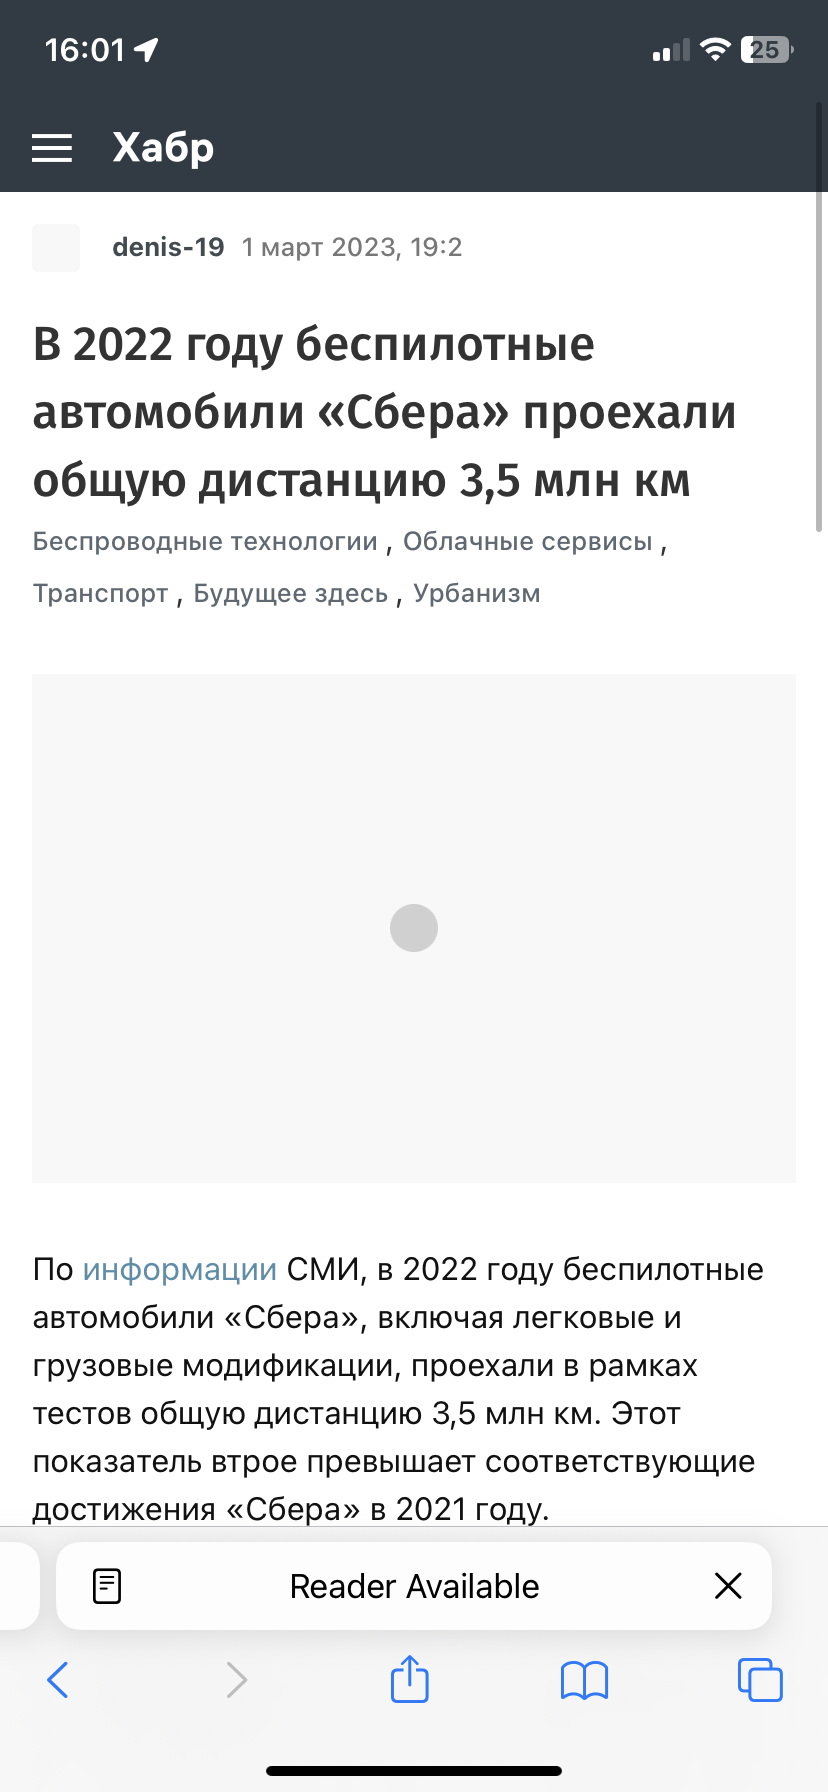 16:01
25
Хабр
denis-19 1 март 2023, 19:2
В 2022 году беспилотные
автомобили «Сбера» проехали
общую дистанцию 3,5 млн км
Беспроводные технологии , Облачные сервисы ,
Транспорт , Будущее здесь , Урбанизм
По информации СМИ, в 2022 году беспилотные
автомобили «Сбера», включая легковые и
грузовые модификации, проехали в рамках
тестов общую дистанцию 3,5 млн км. Этот
показатель втрое превышает соответствующие
достижения «Сбера» в 2021 году.
Reader Available